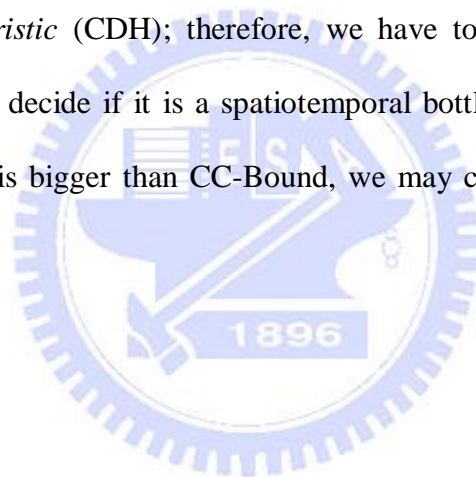 ristic (CDH); therefore, we have to
decide if it is a spatiotemporal bottl
is bigger than CC-Bound, we may c
E S A
1896